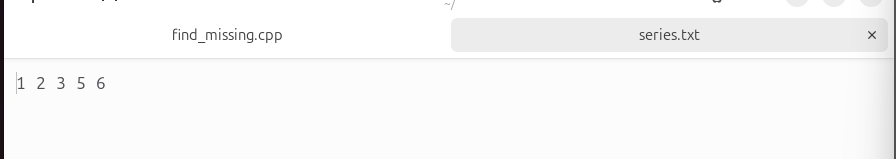 ~/
find_missing.cpp
series.txt
1 2 3 5 6